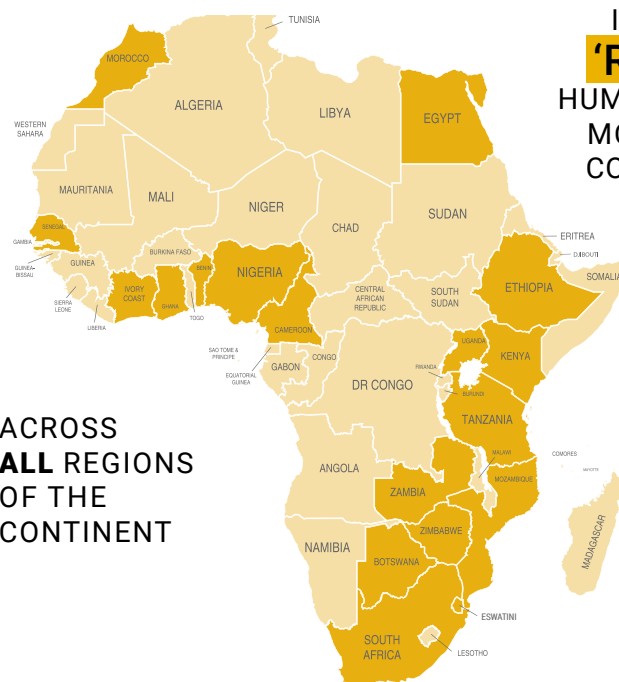 TUNISIA
I
‘R
HUM
MO
CO
MOROCCO
ALGERIA
LIBYA
EGYPT
WESTERN
SAHARA
MAURITANIA
MALI
NIGER
CHAD
SUDAN
ERITREA
DJIBOUTI
SOMALIA
SENEGAL
GAMBIA
GUINEA-
BISSAU
GUINEA
SIERRA
LEONE
LIBERIA
BURKINA FASO
IVORY
COAST
GHANA
TOGO
BENIN
NIGERIA
CAMEROON
CENTRAL
AFRICAN
REPUBLIC
SOUTH
SUDAN
ETHIOPIA
SAO TOME &
PRINCIPE
EQUATORIAL
GUINEA
GABON
CONGO
DR CONGO
UGANDA
KENYA
RWANDA
BURUNDI
TANZANIA
ACROSS
ALL REGIONS
OF THE
CONTINENT
ANGOLA
ZAMBIA
MALAWI
MOZAMBIQUE
COMORES
MAYOTTE
MADAGASCAR
NAMIBIA
ZIMBABWE
BOTSWANA
ESWATINI
SOUTH
AFRICA
LESOTHO